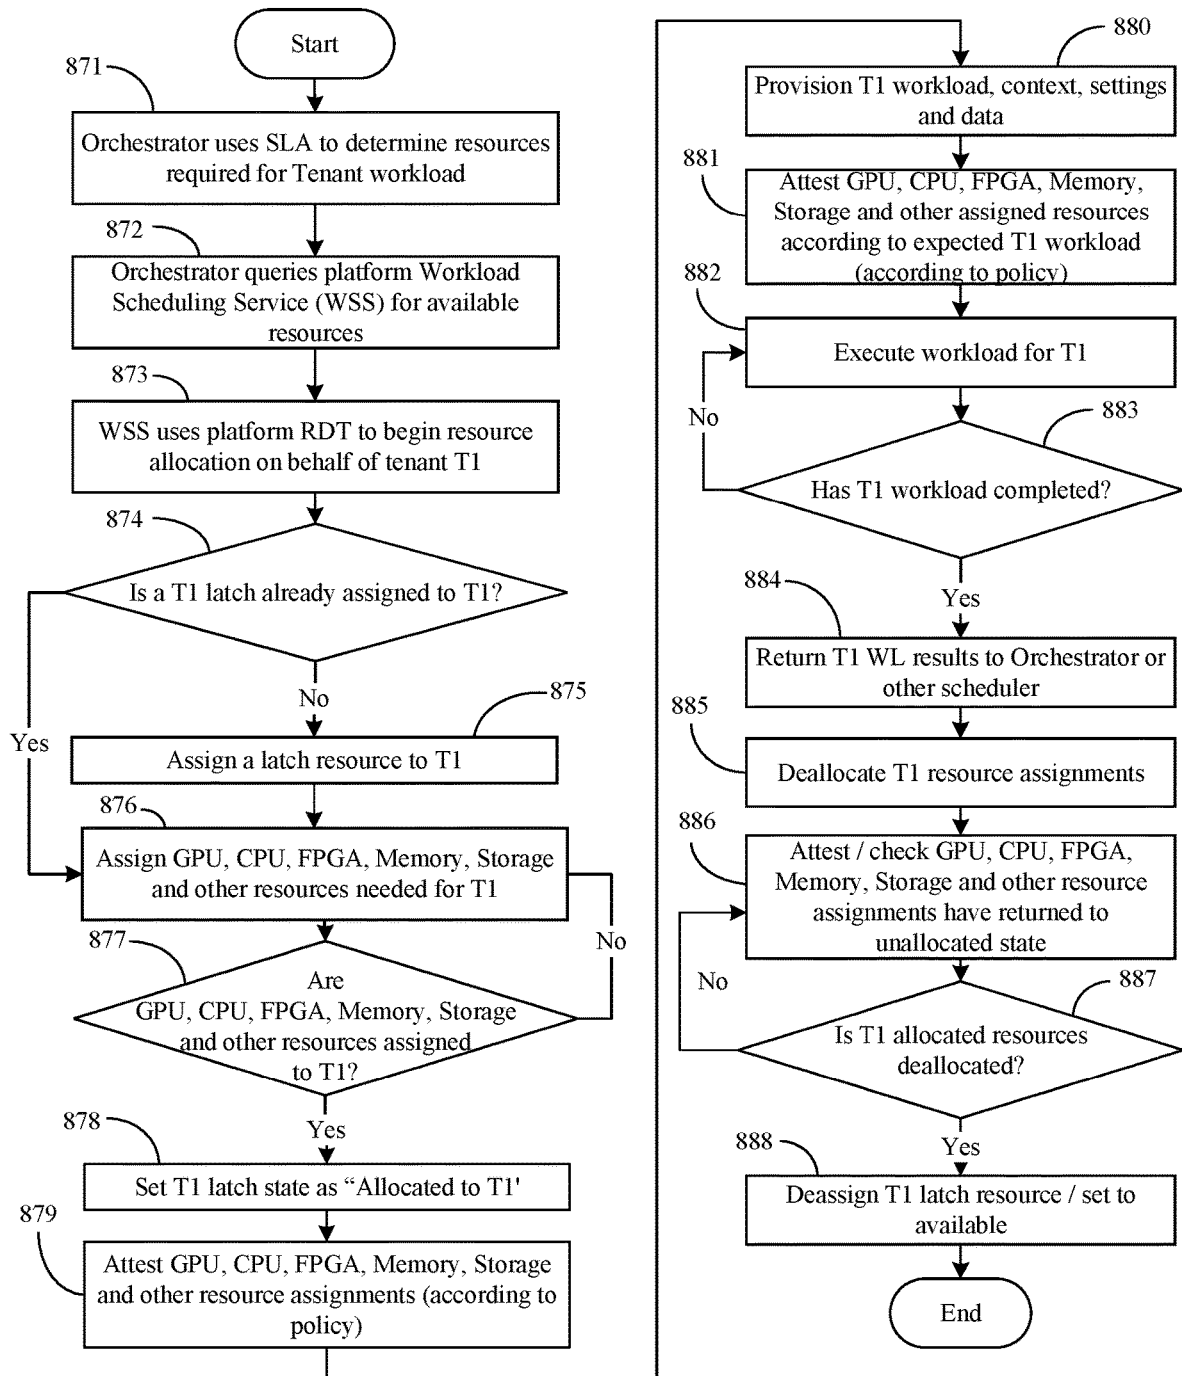 Start
871
Orchestrator uses SLA to determine resources
required for Tenant workload
872
Orchestrator queries platform Workload
Scheduling Service (WSS) for available
resources
873
WSS uses platform RDT to begin resource
allocation on behalf of tenant T1
874
Is a T1 latch already assigned to T1?
No
875
Yes
Assign a latch resource to T1
876
Assign GPU, CPU, FPGA, Memory, Storage
and other resources needed for T1
No
877
Are
GPU, CPU, FPGA, Memory, Storage
and other resources assigned
to T1?
Yes
878
Set T1 latch state as “Allocated to T1'
879
Attest GPU, CPU, FPGA, Memory, Storage
and other resource assignments (according to
policy)
880
Provision T1 workload, context, settings
and data
881
Attest GPU, CPU, FPGA, Memory,
Storage and other assigned resources
according to expected T1 workload
(according to policy)
882
Execute workload for T1
No
883
Has T1 workload completed?
Yes
884
Return T1 WL results to Orchestrator or
other scheduler
885
Deallocate T1 resource assignments
886
Attest / check GPU, CPU, FPGA,
Memory, Storage and other resource
assignments have returned to
unallocated state
No
887
Is T1 allocated resources
deallocated?
Yes
888
Deassign T1 latch resource / set to
available
End